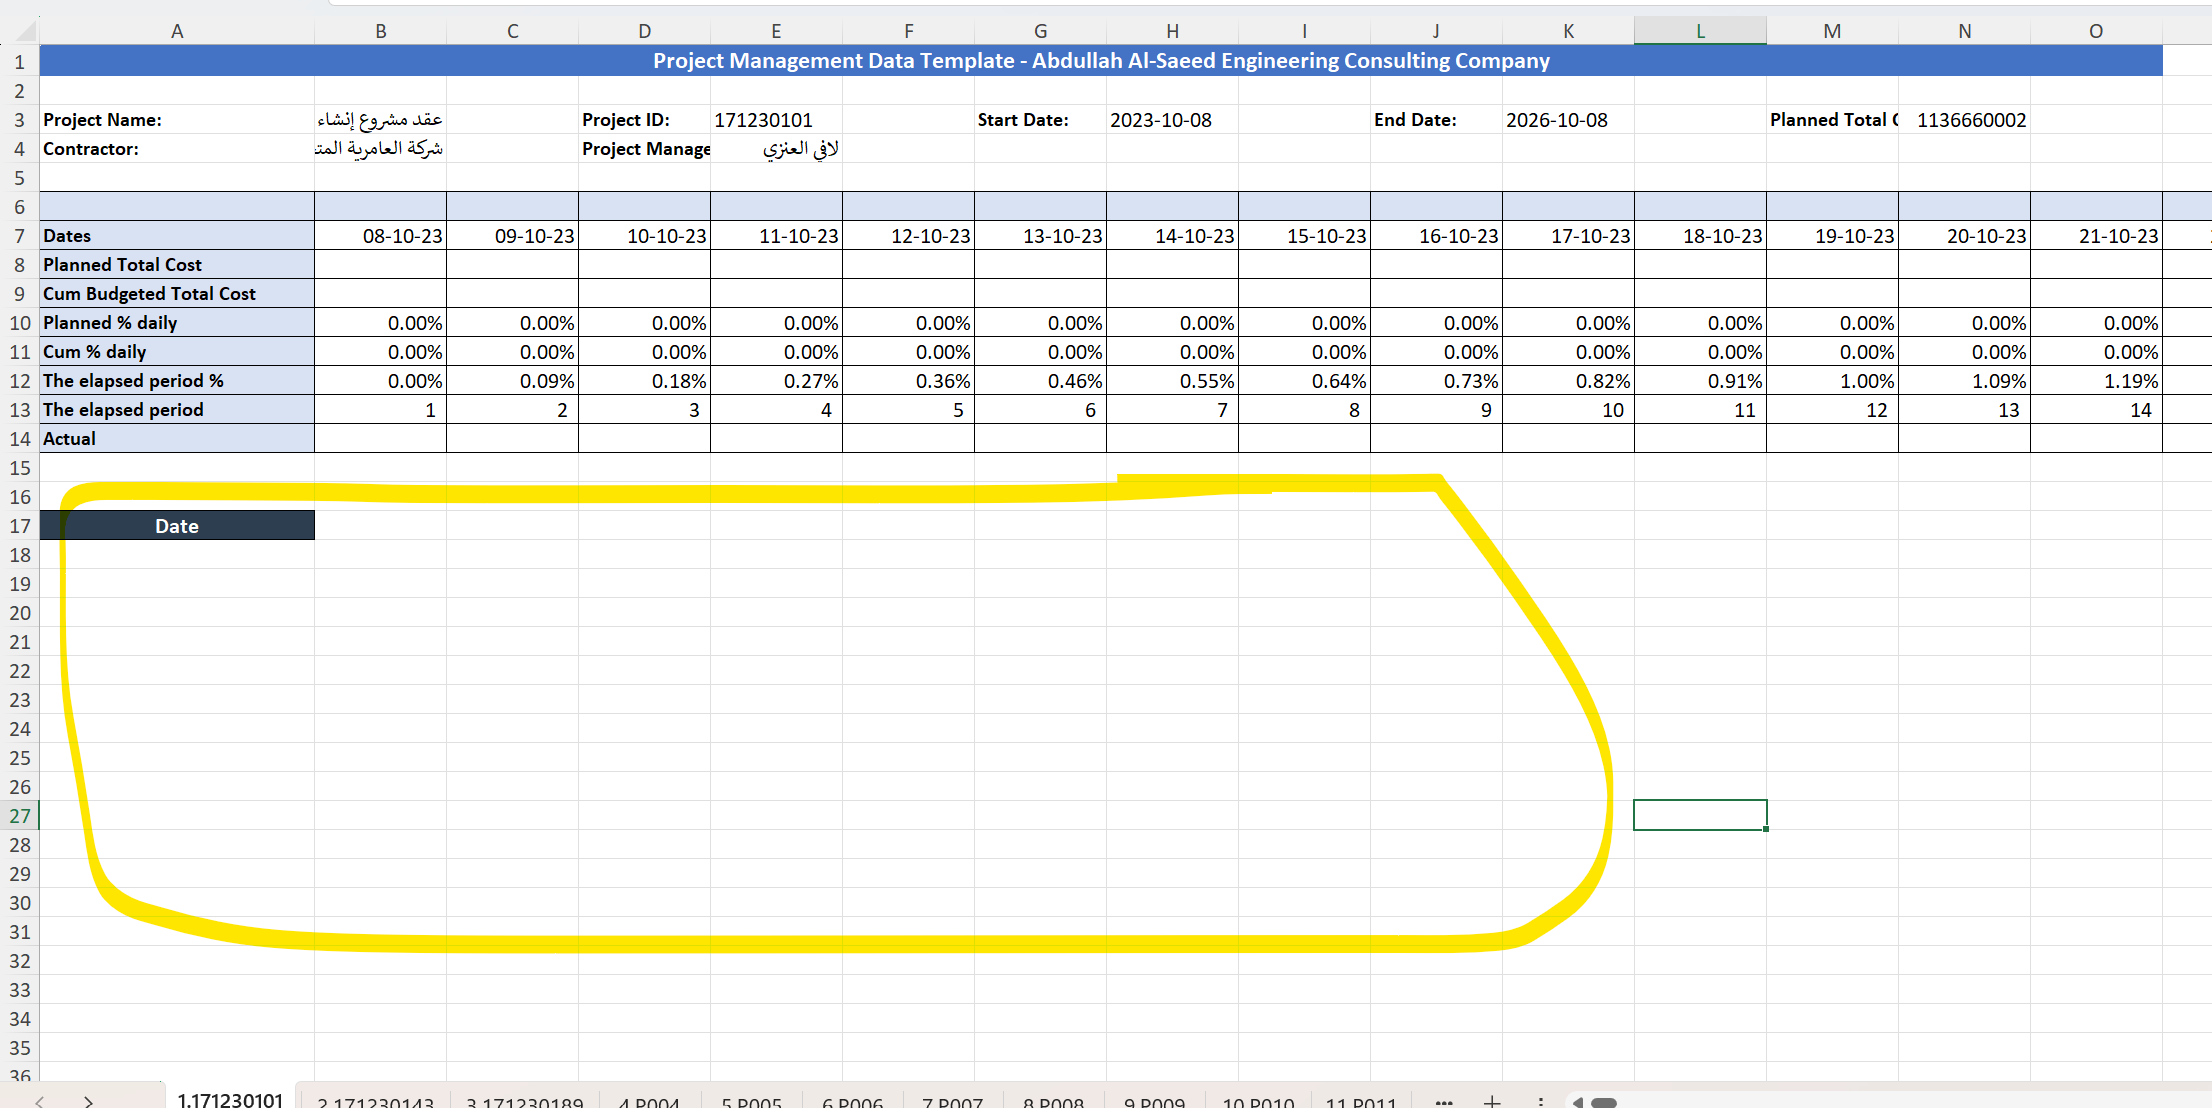 A B C D E F G H I J K L M N O
1 Project Management Data Template - Abdullah Al-Saeed Engineering Consulting Company
2
3 Project Name: عقد مشروع إنشاء Project ID: 171230101 Start Date: 2023-10-08 End Date: 2026-10-08 Planned Total 1136660002
4 Contractor: شركة العامرية المت Project Manage لافي العنزي
5
6
7 Dates 08-10-23 09-10-23 10-10-23 11-10-23 12-10-23 13-10-23 14-10-23 15-10-23 16-10-23 17-10-23 18-10-23 19-10-23 20-10-23 21-10-23
8 Planned Total Cost
9 Cum Budgeted Total Cost
10 Planned % daily 0.00% 0.00% 0.00% 0.00% 0.00% 0.00% 0.00% 0.00% 0.00% 0.00% 0.00% 0.00% 0.00% 0.00%
11 Cum % daily 0.00% 0.00% 0.00% 0.00% 0.00% 0.00% 0.00% 0.00% 0.00% 0.00% 0.00% 0.00% 0.00% 0.00%
12 The elapsed period % 0.00% 0.09% 0.18% 0.27% 0.36% 0.46% 0.55% 0.64% 0.73% 0.82% 0.91% 1.00% 1.09% 1.19%
13 The elapsed period 1 2 3 4 5 6 7 8 9 10 11 12 13 14
14 Actual
15
16
17 Date
18
19
20
21
22
23
24
25
26
27
28
29
30
31
32
33
34
35
36
1.171230101 2.171230143 3.171230189 4.P004 5.P005 6.P006 7.P007 8.P008 9.P009 10.P010 11.P011